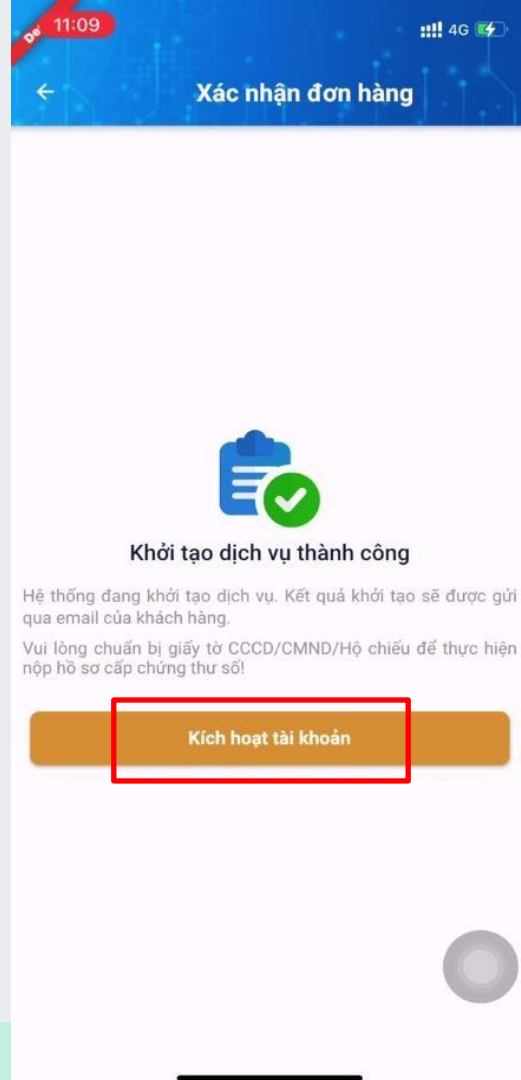 De
11:09
4G
Xác nhận đơn hàng
Khởi tạo dịch vụ thành công
Hệ thống đang khởi tạo dịch vụ. Kết quả khởi tạo sẽ được gửi
qua email của khách hàng.
Vui lòng chuẩn bị giấy tờ CCCD/CMND/Hộ chiếu để thực hiện
nộp hồ sơ cấp chứng thư số!
Kích hoạt tài khoản